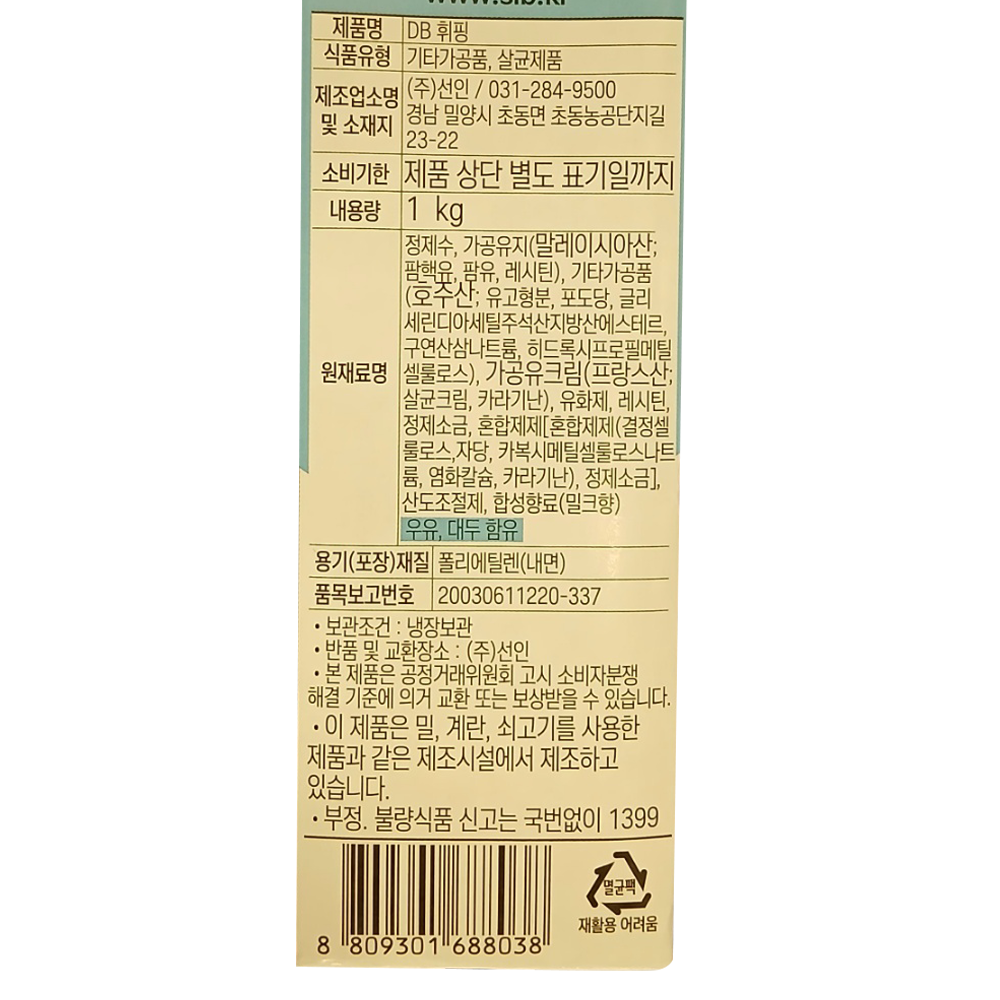 www.sib.kr
제품명 DB 휘핑
식품유형 기타가공품, 살균제품
제조업소명 및 소재지 (주)선인 / 031-284-9500
경남 밀양시 초동면 초동농공단지길
23-22
소비기한 제품 상단 별도 표기일까지
내용량 1 kg
원재료명 정제수, 가공유지(말레이시아산;
팜핵유, 팜유, 레시틴), 기타가공품
(호주산; 유고형분, 포도당, 글리
세린디아세틸주석산지방산에스테르,
구연산삼나트륨, 히드록시프로필메틸
셀룰로스), 가공유크림(프랑스산;
살균크림, 카라기난), 유화제, 레시틴,
정제소금, 혼합제제[혼합제제(결정셀
룰로스,자당, 카복시메틸셀룰로스나트
륨, 염화칼슘, 카라기난), 정제소금],
산도조절제, 합성향료(밀크향)
우유, 대두 함유
용기(포장)재질 폴리에틸렌(내면)
품목보고번호 20030611220-337
• 보관조건 : 냉장보관
• 반품 및 교환장소 : (주)선인
• 본 제품은 공정거래위원회 고시 소비자분쟁
해결 기준에 의거 교환 또는 보상받을 수 있습니다.
• 이 제품은 밀, 계란, 쇠고기를 사용한
제품과 같은 제조시설에서 제조하고
있습니다.
• 부정. 불량식품 신고는 국번없이 1399
멸균팩
재활용 어려움
8 809301 688038